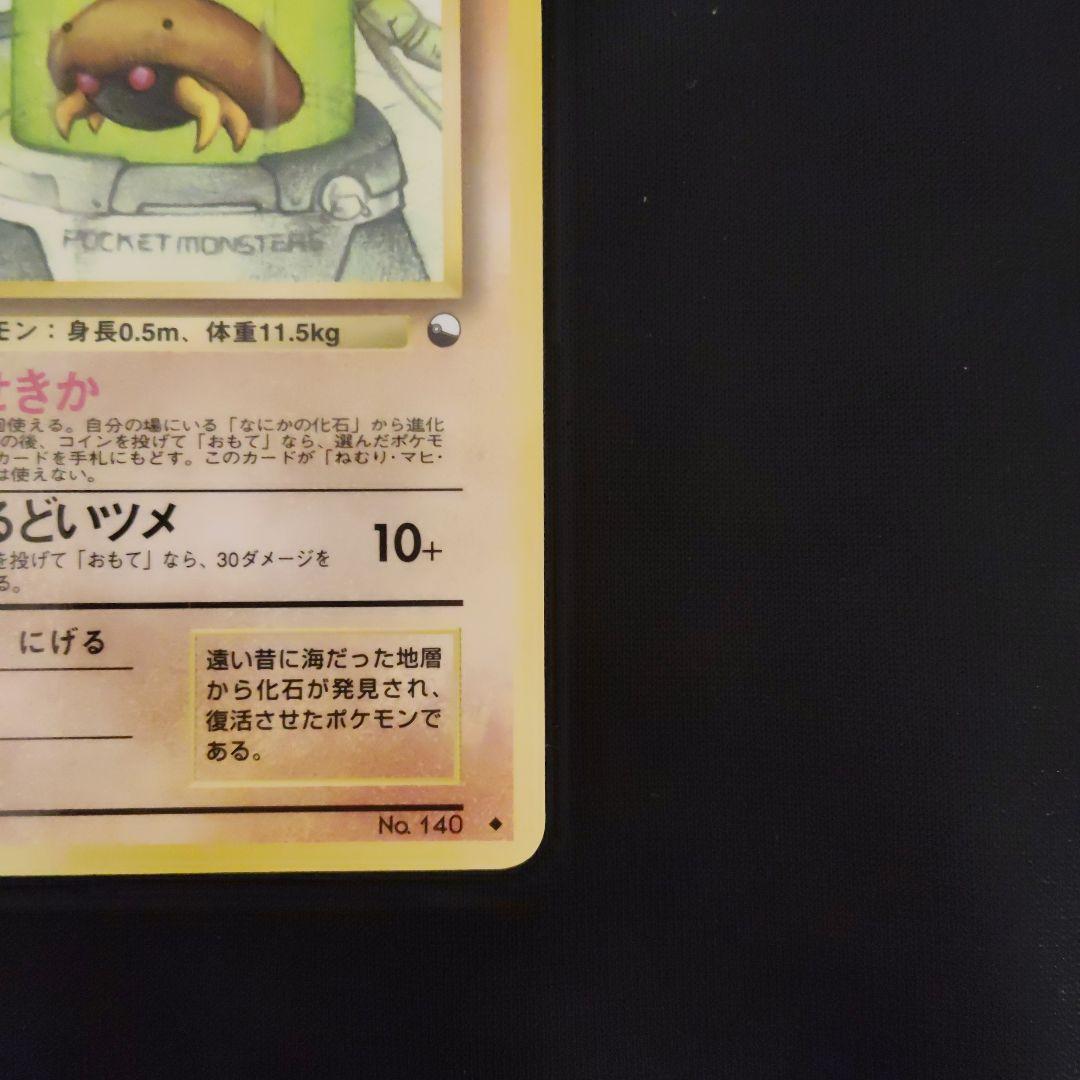 POCKET MONSTERS
モン：身長0.5m、体重11.5kg
せきか
回使える。自分の場にいる「なにかの化石」から進化
の後、コインを投げて「おもて」なら、選んだポケモ
カードを手札にもどす。このカードが「ねむり・マヒ・
は使えない。
るどいツメ
10+
を投げて「おもて」なら、30ダメージを
る。
にげる
遠い昔に海だった地層
から化石が発見され、
復活させたポケモンで
ある。
No. 140 ◆